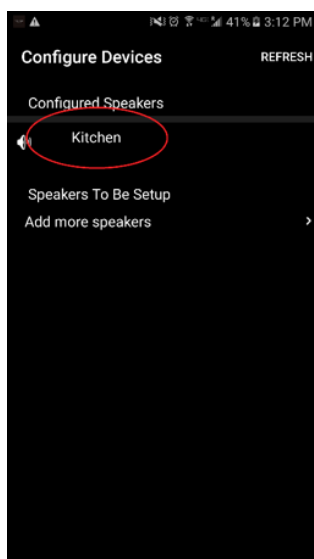 41% 3:12 PM
Configure Devices REFRESH
Configured Speakers
Kitchen
Speakers To Be Setup
Add more speakers